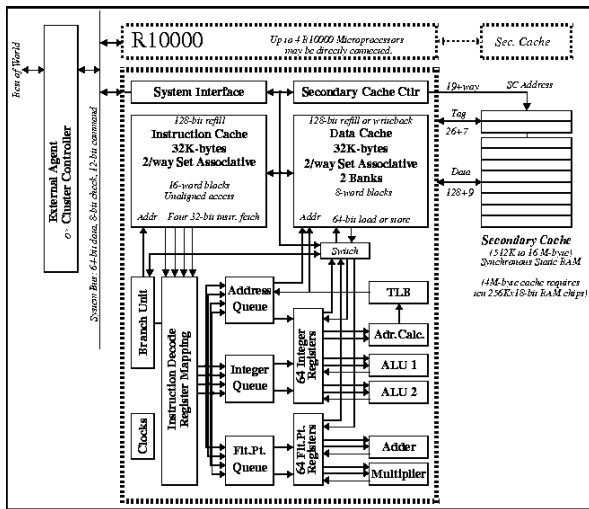 R10000
Up to 4 R10000 Microprocessors
may be directly connected.
Sec. Cache
Rest of World
External Agent
or Cluster Controller
System Bus: 64-bit data, 8-bit check, 12-bit command
System Interface
Secondary Cache Ctlr
19+way
SC Address
Tag
26+7
Data
128+9
128-bit refill
Instruction Cache
32K-bytes
2/way Set Associative
16-word blocks
Unaligned access
Addr
Four 32-bit instr. fetch
128-bit refill or writeback
Data Cache
32K-bytes
2/way Set Associative
2 Banks
8-word blocks
Addr
64-bit load or store
Switch
Secondary Cache
(512K to 16 M-byte)
Synchronous Static RAM
(4M-byte cache requires
ten 256Kx18-bit RAM chips)
Branch Unit
Clocks
Instruction Decode
Register Mapping
Address
Queue
Integer
Queue
Flt.Pt.
Queue
64 Integer
Registers
64 Flt.Pt.
Registers
TLB
Adr.Calc.
ALU 1
ALU 2
Adder
Multiplier